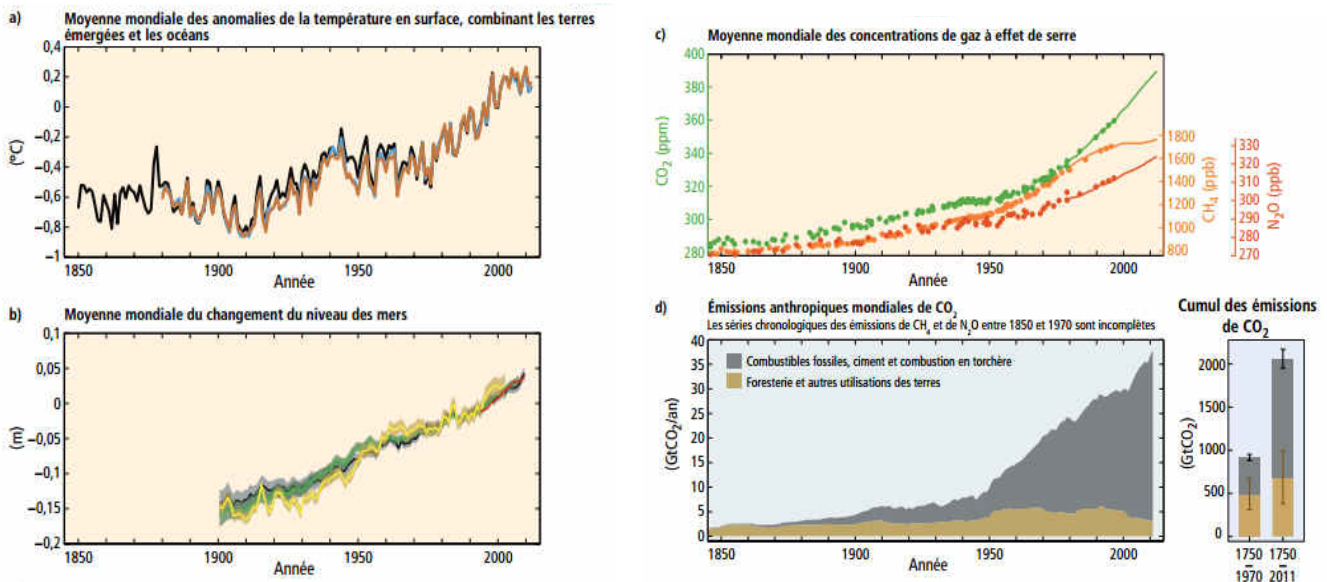 a) Moyenne mondiale des anomalies de la température en surface, combinant les terres
émergées et les océans
0,4
0,2
0
−0,2
−0,4
−0,6
−0,8
−1
(°C)
1850 1900 1950 2000
Année
b) Moyenne mondiale du changement du niveau des mers
0,1
0,05
0
−0,05
−0,1
−0,15
−0,2
(m)
1850 1900 1950 2000
Année
c) Moyenne mondiale des concentrations de gaz à effet de serre
400
380
360
340
320
300
280
CO2 (ppm)
1800
1600
1400
1200
1000
800
CH4 (ppb)
330
320
310
300
290
280
270
N2O (ppb)
1850 1900 1950 2000
Année
d) Émissions anthropiques mondiales de CO2
Les séries chronologiques des émissions de CH4 et de N2O entre 1850 et 1970 sont incomplètes
40
35
30
25
20
15
10
5
0
(GtCO2/an)
Combustibles fossiles, ciment et combustion en torchère
Foresterie et autres utilisations des terres
1850 1900 1950 2000
Année
Cumul des émissions
de CO2
2000
1500
1000
500
0
(GtCO2)
1750 1750
– –
1970 2011